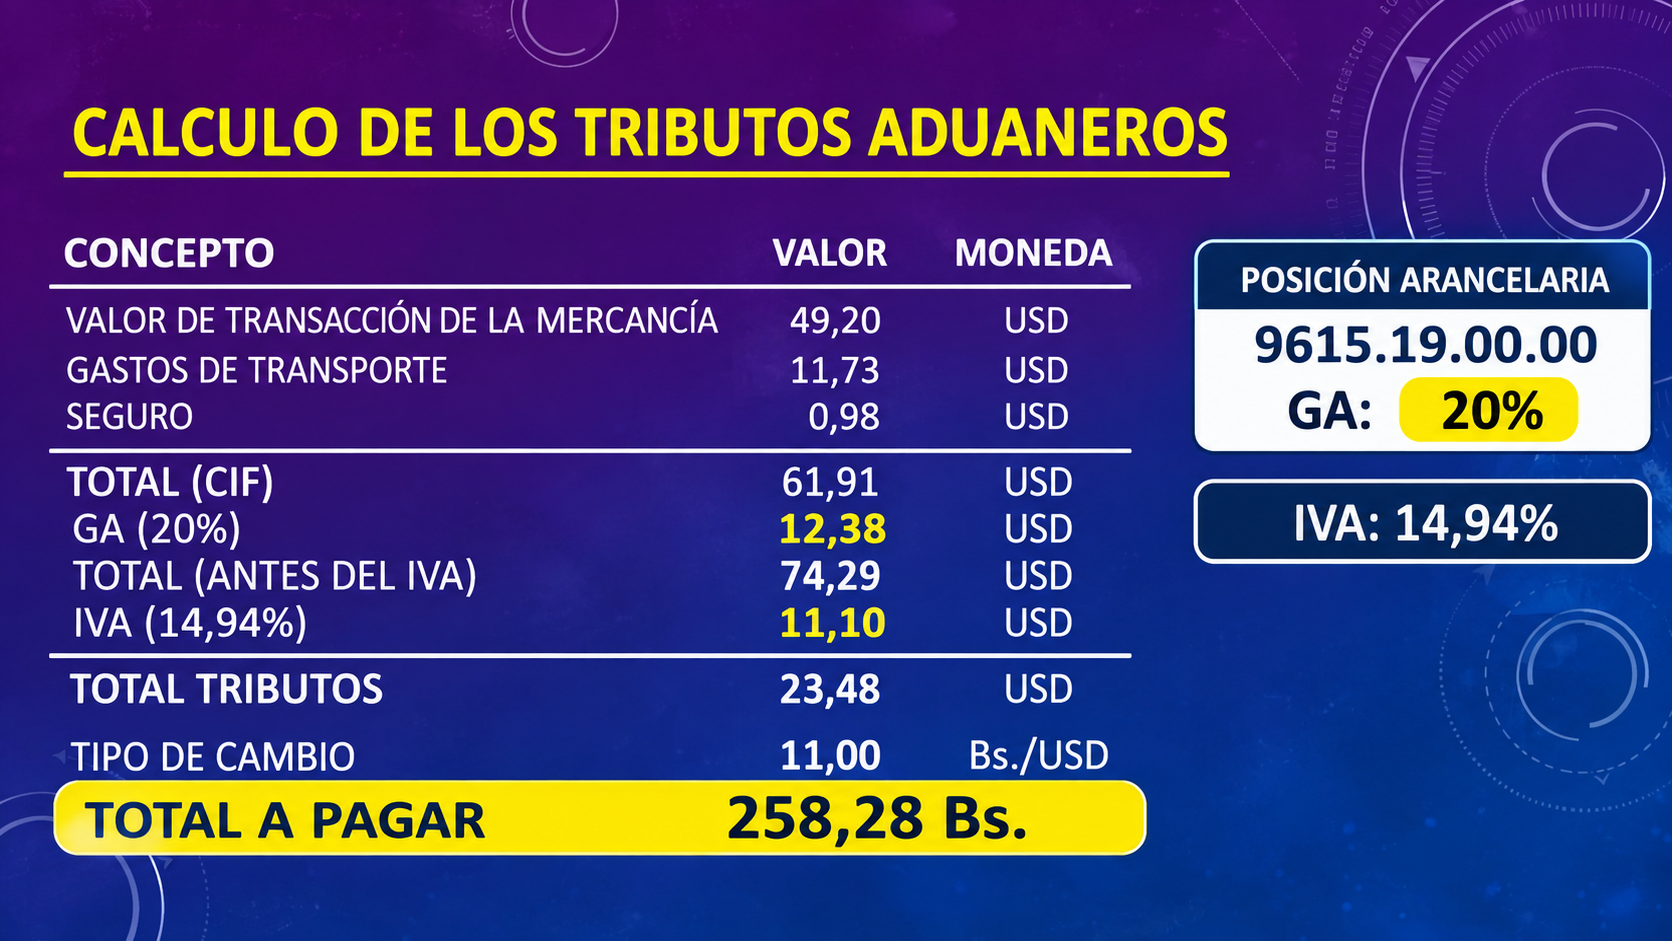 CALCULO DE LOS TRIBUTOS ADUANEROS
CONCEPTO VALOR MONEDA
VALOR DE TRANSACCIÓN DE LA MERCANCÍA 49,20 USD
GASTOS DE TRANSPORTE 11,73 USD
SEGURO 0,98 USD
TOTAL (CIF) 61,91 USD
GA (20%) 12,38 USD
TOTAL (ANTES DEL IVA) 74,29 USD
IVA (14,94%) 11,10 USD
TOTAL TRIBUTOS 23,48 USD
TIPO DE CAMBIO 11,00 Bs./USD
TOTAL A PAGAR 258,28 Bs.
POSICIÓN ARANCELARIA
9615.19.00.00
GA: 20%
IVA: 14,94%